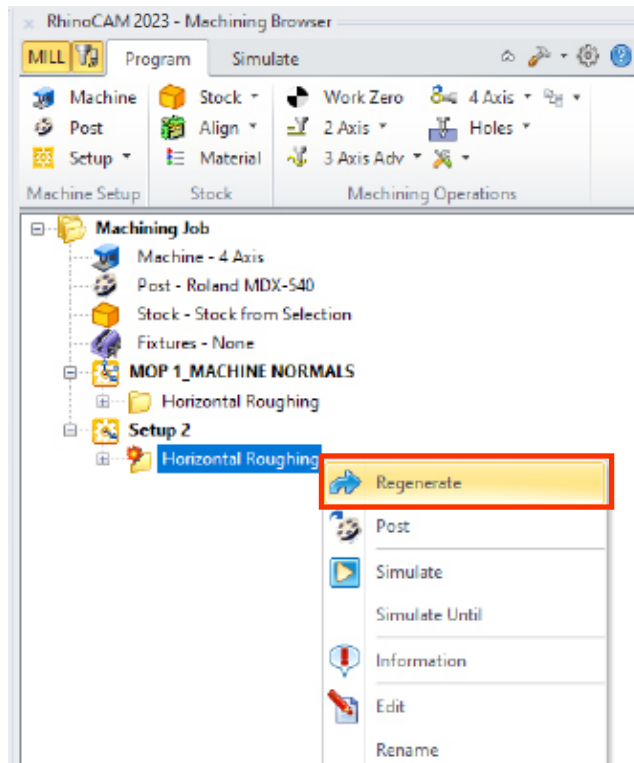 RhinoCAM 2023 - Machining Browser
MILL Program Simulate
Machine Stock Work Zero 4 Axis
Post Align 2 Axis Holes
Setup Material 3 Axis Adv
Machine Setup Stock Machining Operations
Machining Job
Machine - 4 Axis
Post - Roland MDX-540
Stock - Stock from Selection
Fixtures - None
MOP 1_MACHINE NORMALS
Horizontal Roughing
Setup 2
Horizontal Roughing
Regenerate
Post
Simulate
Simulate Until
Information
Edit
Rename